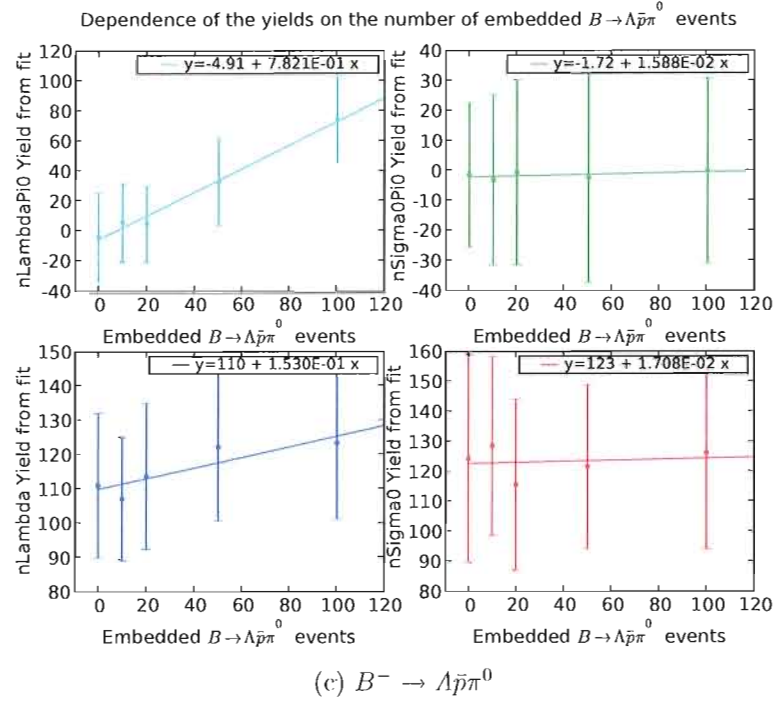 Dependence of the yields on the number of embedded B→Λp̄π⁰ events
y=-4.91 + 7.821E-01 x
nLambdaPi0 Yield from fit
120
100
80
60
40
20
0
-20
-40
0 20 40 60 80 100 120
Embedded B→Λp̄π⁰ events
y=-1.72 + 1.588E-02 x
nSigma0Pi0 Yield from fit
40
30
20
10
0
-10
-20
-30
-40
0 20 40 60 80 100 120
Embedded B→Λp̄π⁰ events
y=110 + 1.530E-01 x
nLambda Yield from fit
150
140
130
120
110
100
90
80
0 20 40 60 80 100 120
Embedded B→Λp̄π⁰ events
y=123 + 1.708E-02 x
nSigma0 Yield from fit
160
150
140
130
120
110
100
90
80
0 20 40 60 80 100 120
Embedded B→Λp̄π⁰ events
(c) B⁻ → Λp̄π⁰